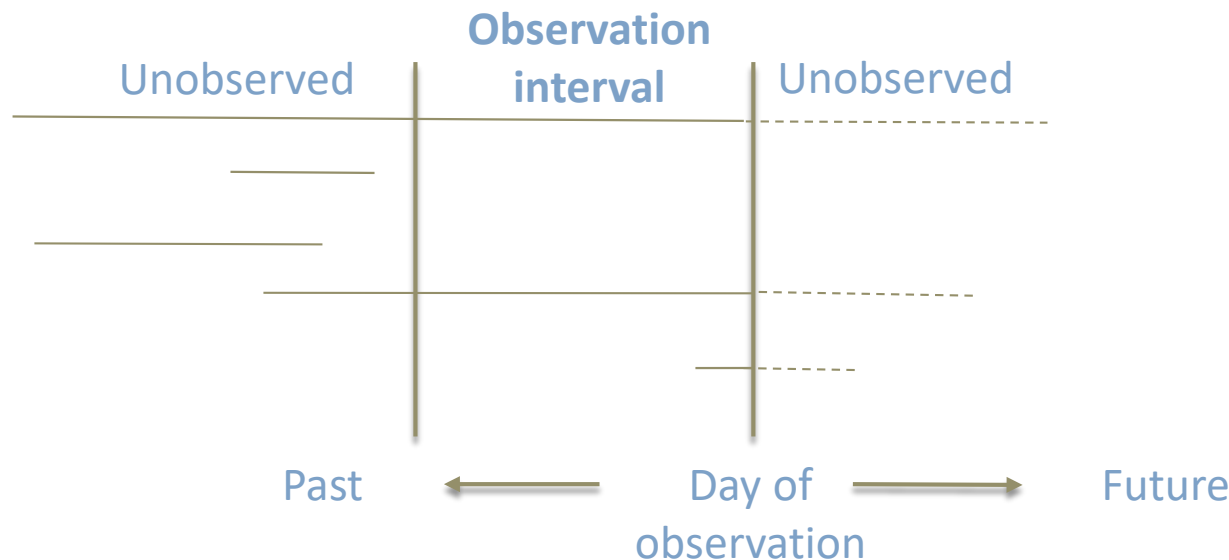 Observation
interval
Unobserved
Unobserved
Past
Day of
observation
Future